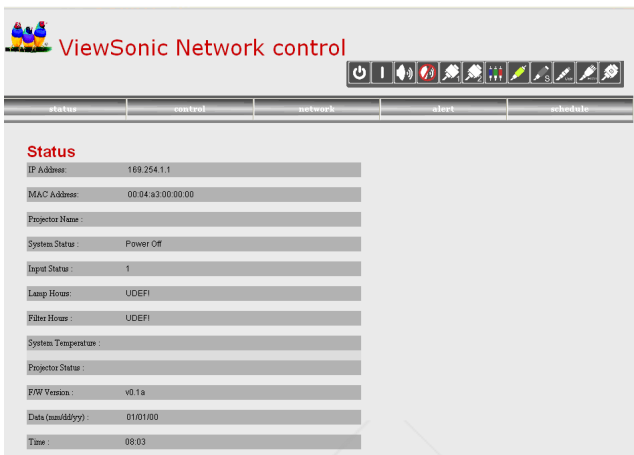 ViewSonic Network control
1
2
S
status control network alert schedule
Status
IP Address: 169.254.1.1
MAC Address: 00:04:a3:00:00:00
Projector Name :
System Status : Power Off
Input Status : 1
Lamp Hours: UDEF!
Filter Hours : UDEF!
System Temperature :
Projector Status :
F/W Version : v0.1a
Data (mm/dd/yy) : 01/01/00
Time : 08:03